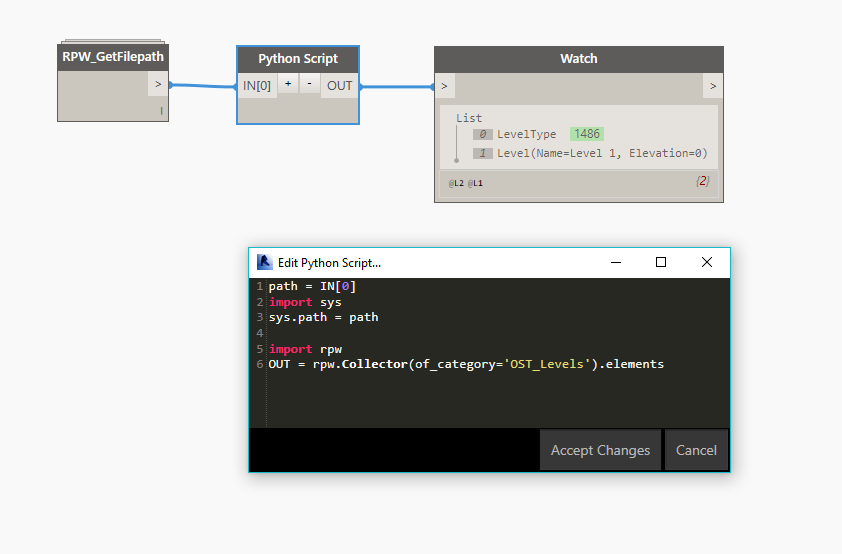 RPW_GetFilepath
>
|
Python Script
IN[0] + - OUT
Watch
> >
List
0 LevelType 1486
1 Level(Name=Level 1, Elevation=0)
@L2 @L1 {2}
Edit Python Script...
1 path = IN[0]
2 import sys
3 sys.path = path
4
5 import rpw
6 OUT = rpw.Collector(of_category='OST_Levels').elements
Accept Changes Cancel